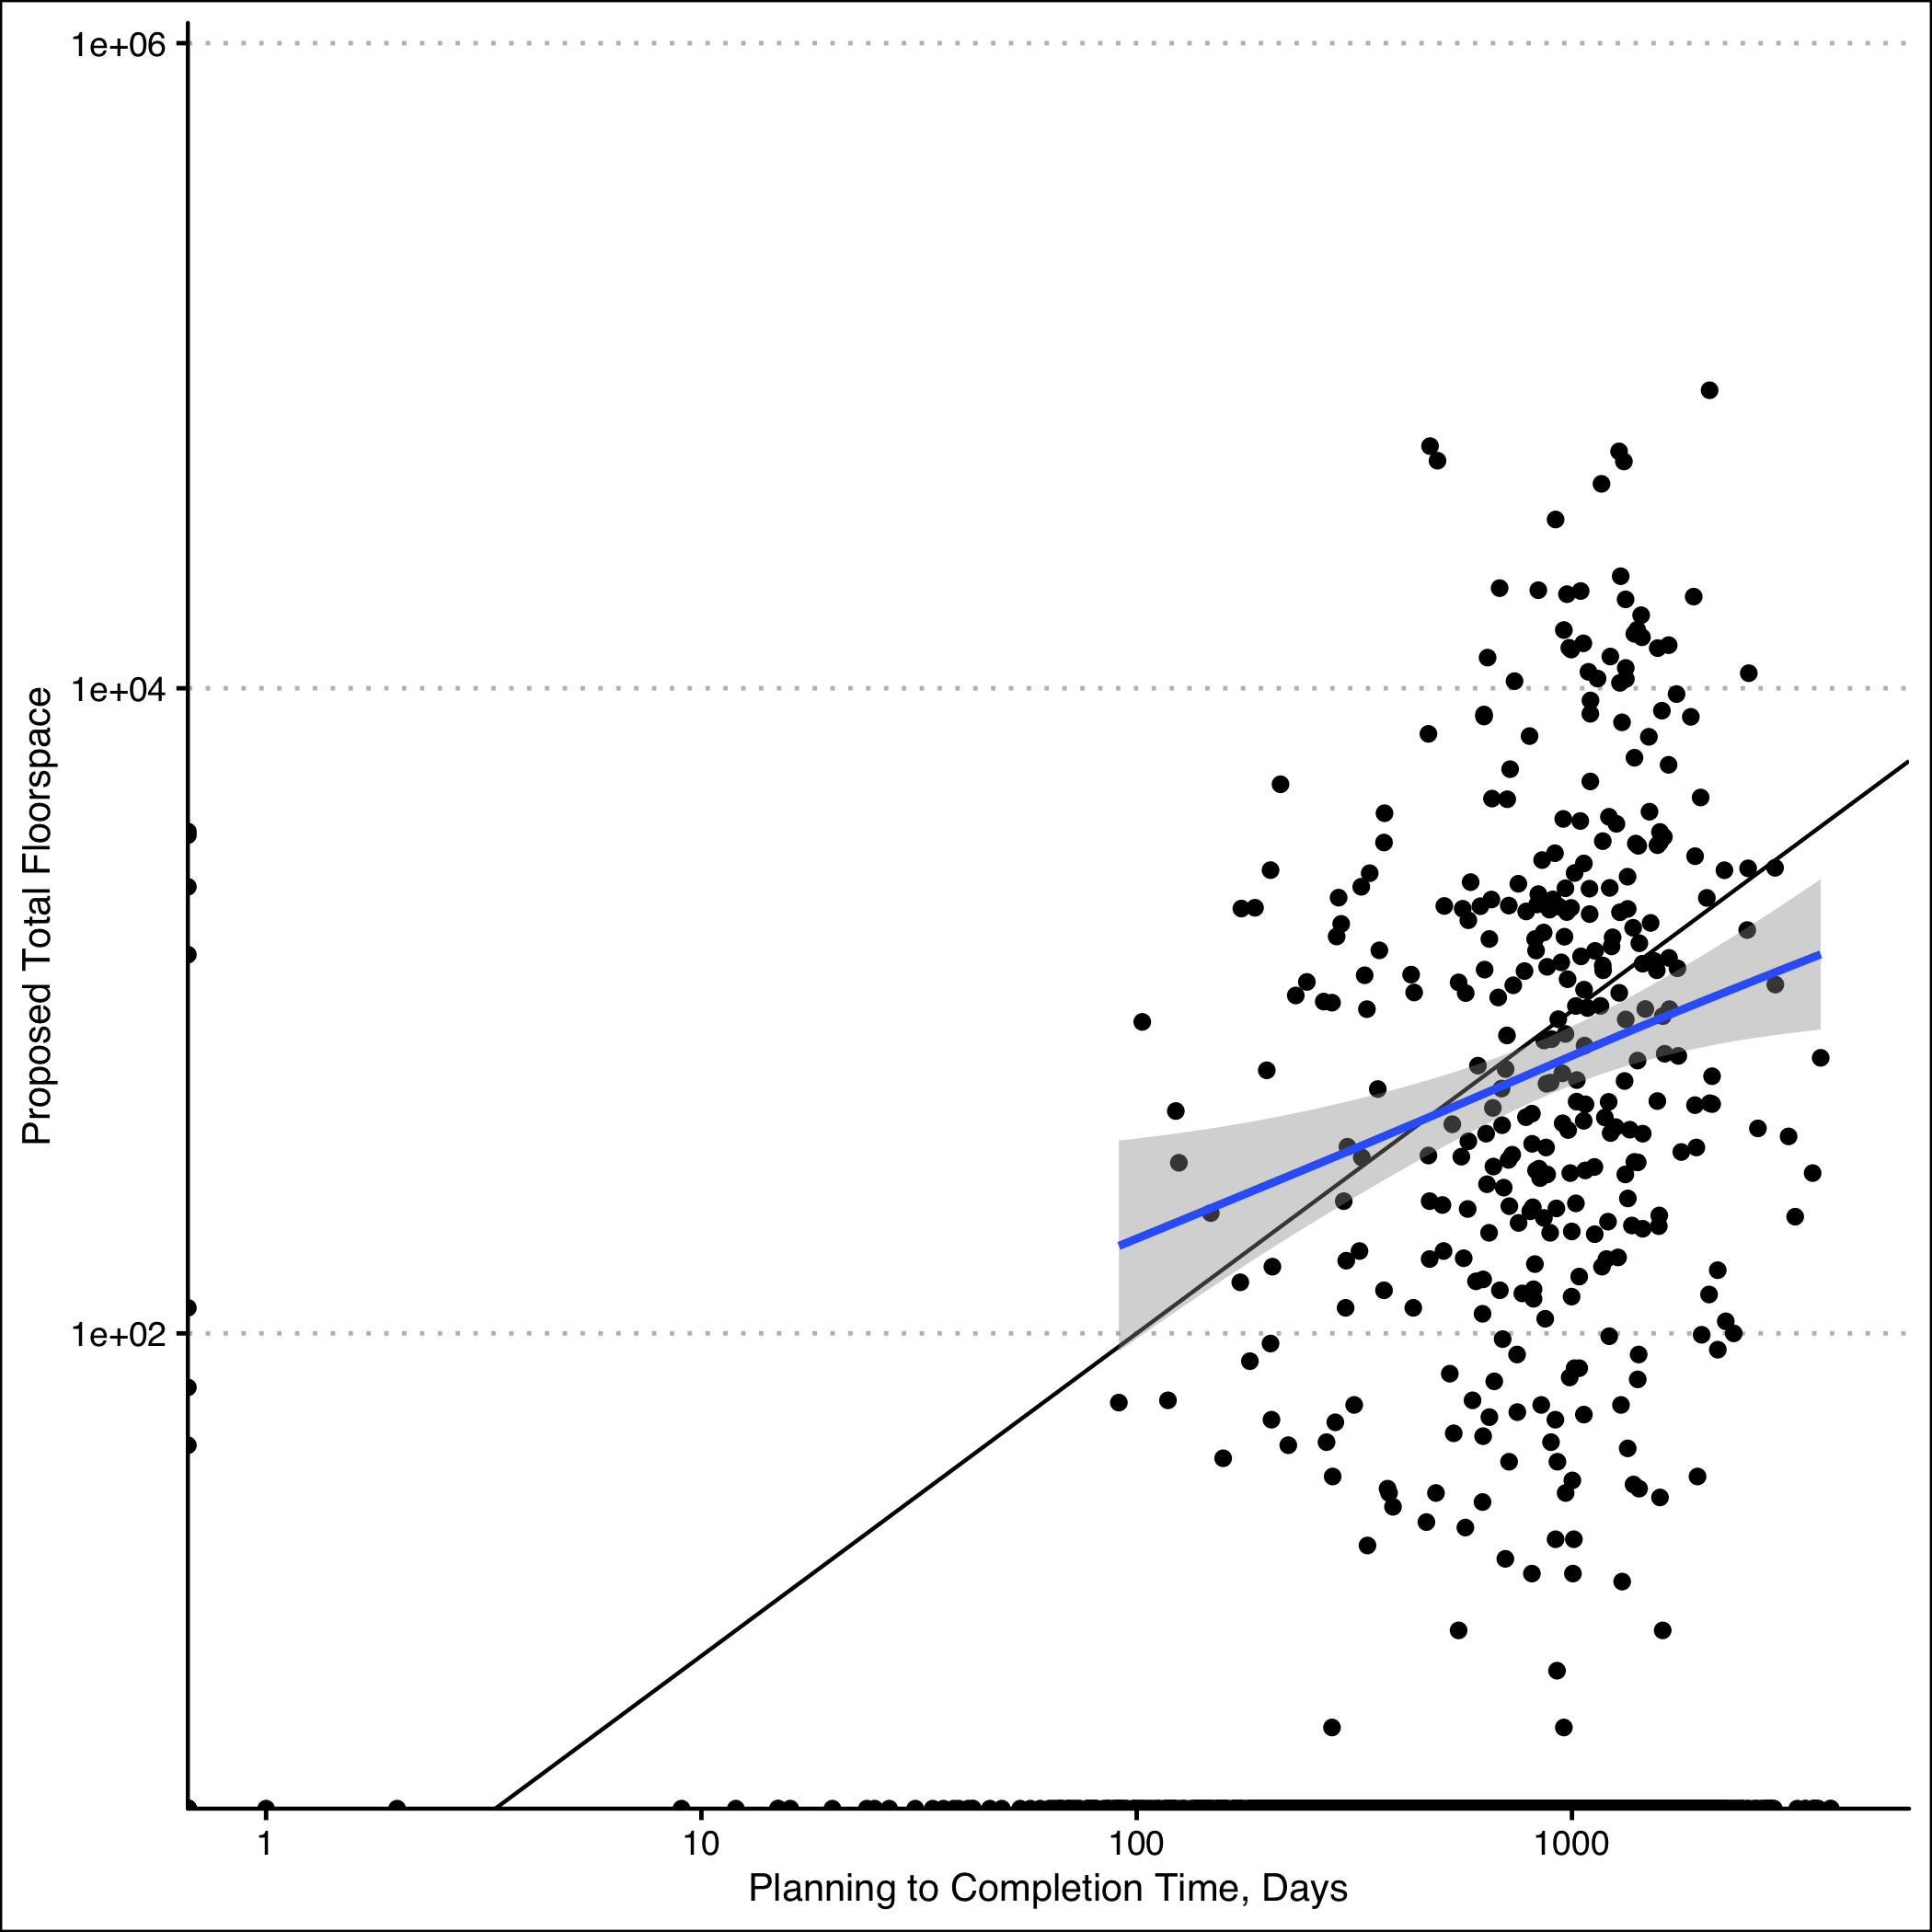 1e+06
1e+04
1e+02
Proposed Total Floorspace
1 10 100 1000
Planning to Completion Time, Days